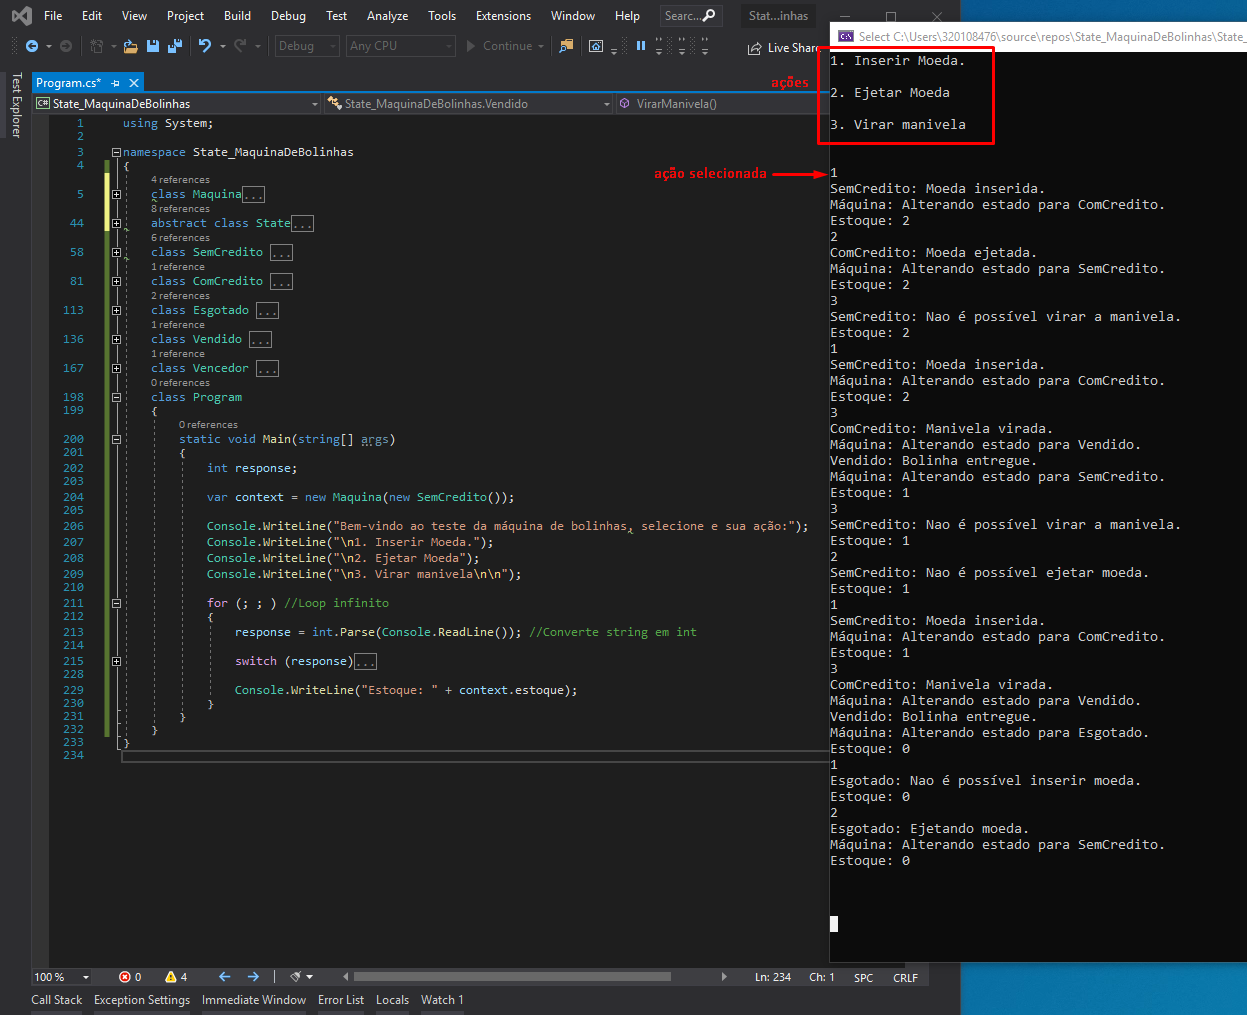 File Edit View Project Build Debug Test Analyze Tools Extensions Window Help Searc... Stat...inhas
Debug Any CPU Continue Live Share
Program.cs*
State_MaquinaDeBolinhas State_MaquinaDeBolinhas.Vendido VirarManivela()
Test Explorer
1 using System;
2
3 namespace State_MaquinaDeBolinhas
4 {
4 references
5 class Maquina...
8 references
44 abstract class State...
6 references
58 class SemCredito ...
1 reference
81 class ComCredito ...
2 references
113 class Esgotado ...
1 reference
136 class Vendido ...
1 reference
167 class Vencedor ...
0 references
198 class Program
199 {
0 references
200 static void Main(string[] args)
201 {
202 int response;
203
204 var context = new Maquina(new SemCredito());
205
206 Console.WriteLine("Bem-vindo ao teste da máquina de bolinhas, selecione e sua ação:");
207 Console.WriteLine("\n1. Inserir Moeda.");
208 Console.WriteLine("\n2. Ejetar Moeda");
209 Console.WriteLine("\n3. Virar manivela\n\n");
210
211 for (; ; ) //Loop infinito
212 {
213 response = int.Parse(Console.ReadLine()); //Converte string em int
214
215 switch (response)...
228
229 Console.WriteLine("Estoque: " + context.estoque);
230 }
231 }
232 }
233 }
234
100 % 0 4 Ln: 234 Ch: 1 SPC CRLF
Call Stack Exception Settings Immediate Window Error List Locals Watch 1
Select C:\Users\320108476\source\repos\State_MaquinaDeBolinhas\State_
ações
1. Inserir Moeda.
2. Ejetar Moeda
3. Virar manivela
ação selecionada
1
SemCredito: Moeda inserida.
Máquina: Alterando estado para ComCredito.
Estoque: 2
2
ComCredito: Moeda ejetada.
Máquina: Alterando estado para SemCredito.
Estoque: 2
3
SemCredito: Nao é possível virar a manivela.
Estoque: 2
1
SemCredito: Moeda inserida.
Máquina: Alterando estado para ComCredito.
Estoque: 2
3
ComCredito: Manivela virada.
Máquina: Alterando estado para Vendido.
Vendido: Bolinha entregue.
Máquina: Alterando estado para SemCredito.
Estoque: 1
3
SemCredito: Nao é possível virar a manivela.
Estoque: 1
2
SemCredito: Nao é possível ejetar moeda.
Estoque: 1
1
SemCredito: Moeda inserida.
Máquina: Alterando estado para ComCredito.
Estoque: 1
3
ComCredito: Manivela virada.
Máquina: Alterando estado para Vendido.
Vendido: Bolinha entregue.
Máquina: Alterando estado para Esgotado.
Estoque: 0
1
Esgotado: Nao é possível inserir moeda.
Estoque: 0
2
Esgotado: Ejetando moeda.
Máquina: Alterando estado para SemCredito.
Estoque: 0